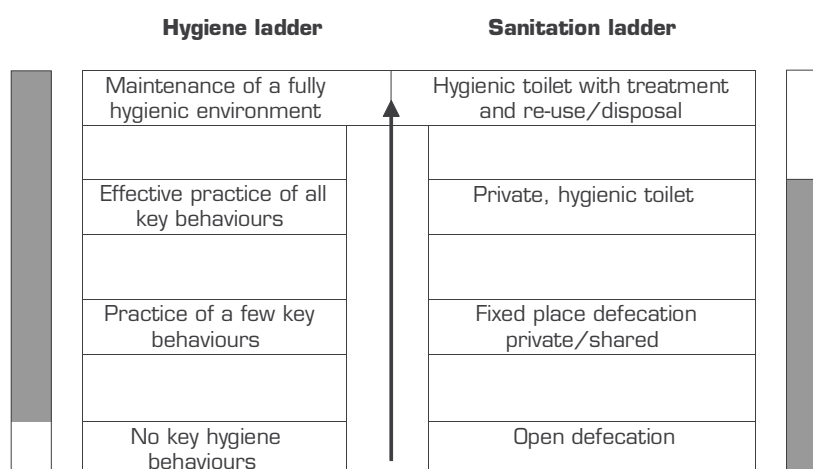 Hygiene ladder
Sanitation ladder
Maintenance of a fully
hygienic environment
Hygienic toilet with treatment
and re-use/disposal
Effective practice of all
key behaviours
Private, hygienic toilet
Practice of a few key
behaviours
Fixed place defecation
private/shared
No key hygiene
behaviours
Open defecation